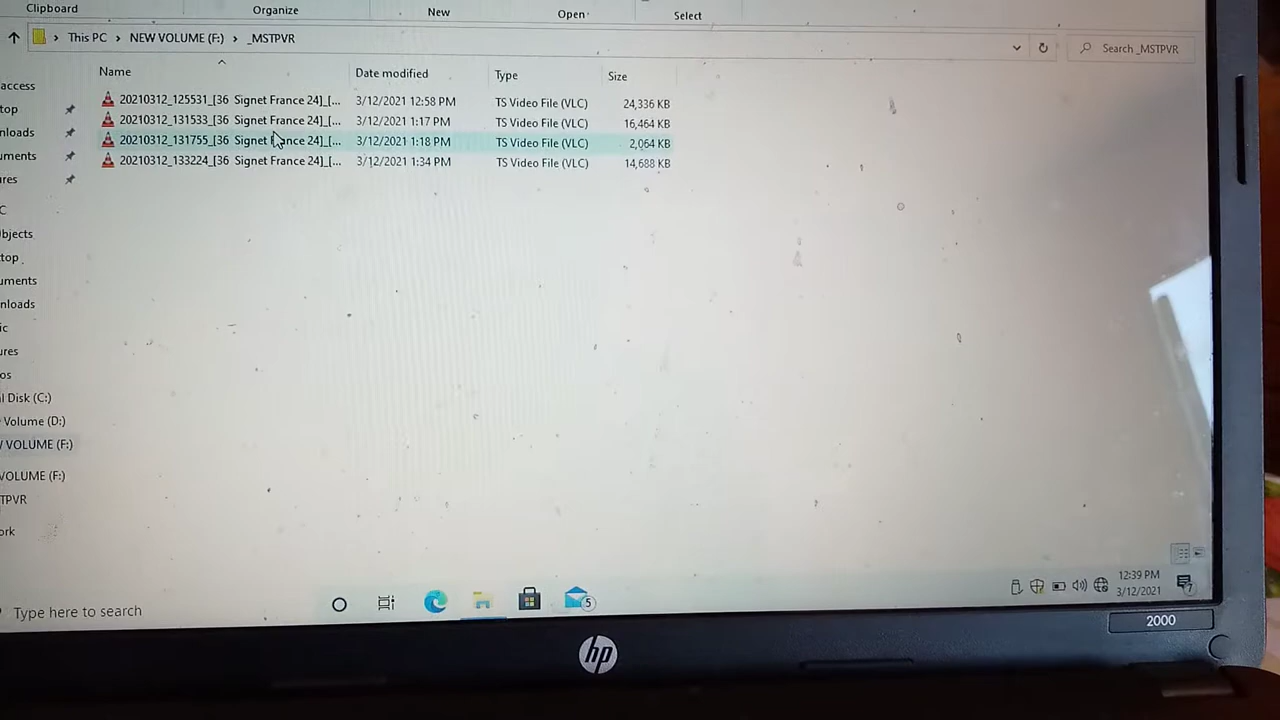 Clipboard
Organize
New
Open
Select
This PC > NEW VOLUME (F:) > _MSTPVR
Search _MSTPVR
Name
Date modified
Type
Size
20210312_125531_[36 Signet France 24]_[... 3/12/2021 12:58 PM TS Video File (VLC) 24,336 KB
20210312_131533_[36 Signet France 24]_[... 3/12/2021 1:17 PM TS Video File (VLC) 16,464 KB
20210312_131755_[36 Signet France 24]_[... 3/12/2021 1:18 PM TS Video File (VLC) 2,064 KB
20210312_133224_[36 Signet France 24]_[... 3/12/2021 1:34 PM TS Video File (VLC) 14,688 KB
access
top
nloads
uments
res
C
bjects
top
uments
nloads
ic
ures
os
l Disk (C:)
Volume (D:)
W VOLUME (F:)
VOLUME (F:)
TPVR
ork
Type here to search
5
12:39 PM
3/12/2021
7
hp
2000